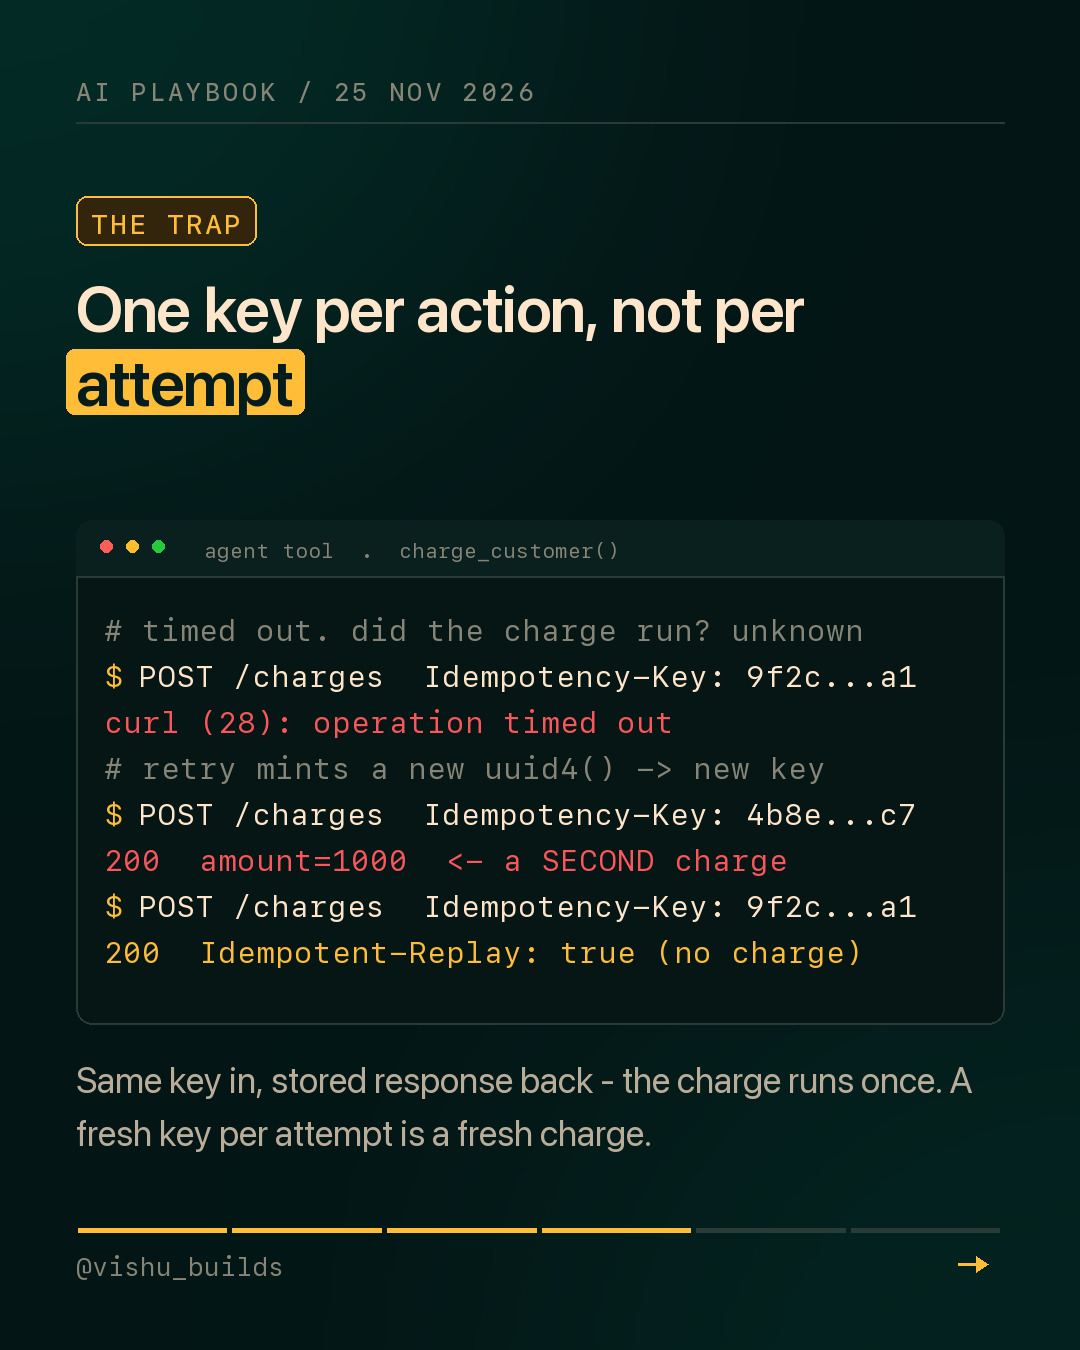 AI PLAYBOOK / 25 NOV 2026
THE TRAP
One key per action, not per
attempt
agent tool . charge_customer()
# timed out. did the charge run? unknown
$ POST /charges Idempotency-Key: 9f2c...a1
curl (28): operation timed out
# retry mints a new uuid4() -> new key
$ POST /charges Idempotency-Key: 4b8e...c7
200 amount=1000 <- a SECOND charge
$ POST /charges Idempotency-Key: 9f2c...a1
200 Idempotent-Replay: true (no charge)
Same key in, stored response back - the charge runs once. A
fresh key per attempt is a fresh charge.
@vishu_builds